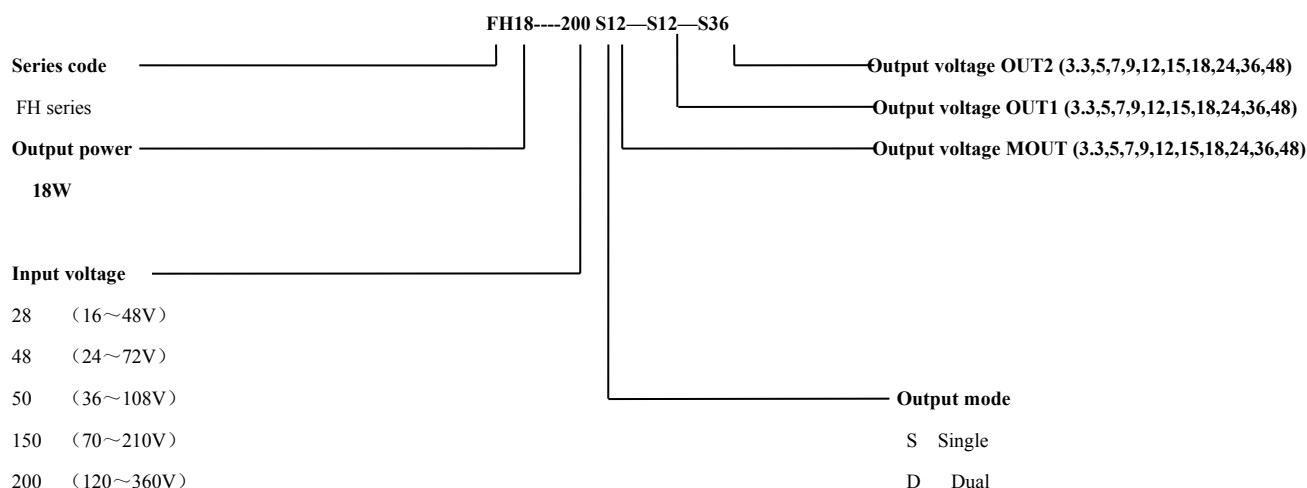 FH18----200 S12—S12—S36
Series code
Output voltage OUT2 (3.3,5,7,9,12,15,18,24,36,48)
FH series
Output voltage OUT1 (3.3,5,7,9,12,15,18,24,36,48)
Output power
Output voltage MOUT (3.3,5,7,9,12,15,18,24,36,48)
18W
Input voltage
28 （16～48V）
48 （24～72V）
50 （36～108V）
Output mode
150 （70～210V）
S Single
200 （120～360V）
D Dual